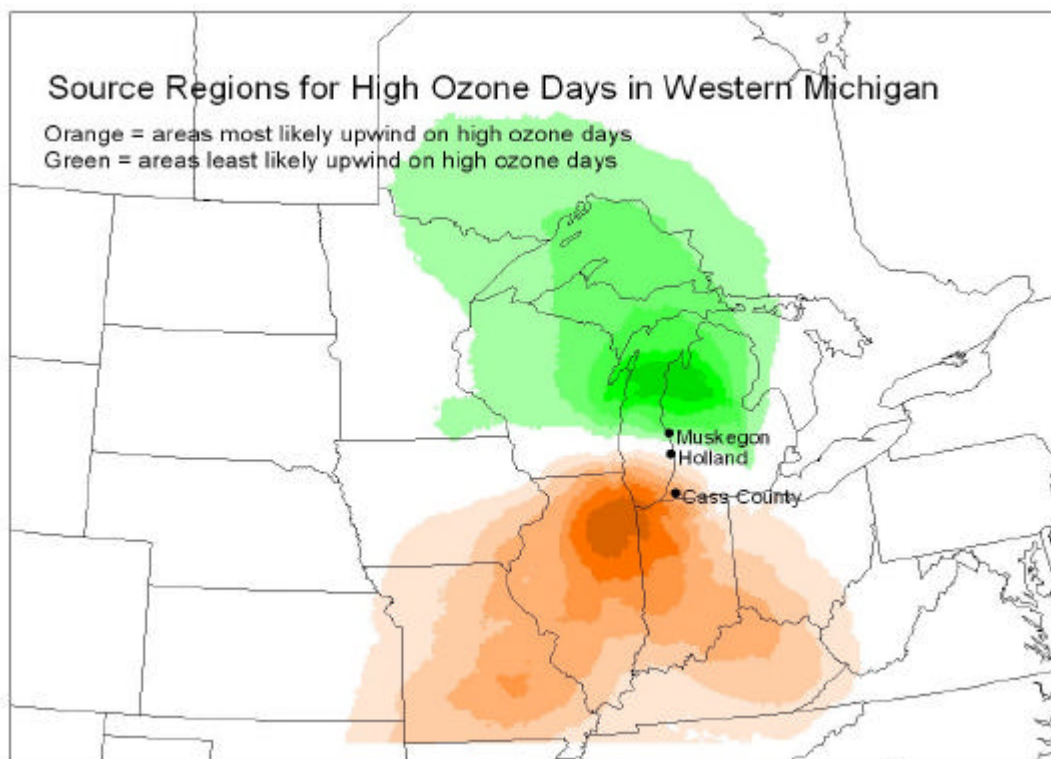 Source Regions for High Ozone Days in Western Michigan
Orange = areas most likely upwind on high ozone days
Green = areas least likely upwind on high ozone days
Muskegon
Holland
Cass County